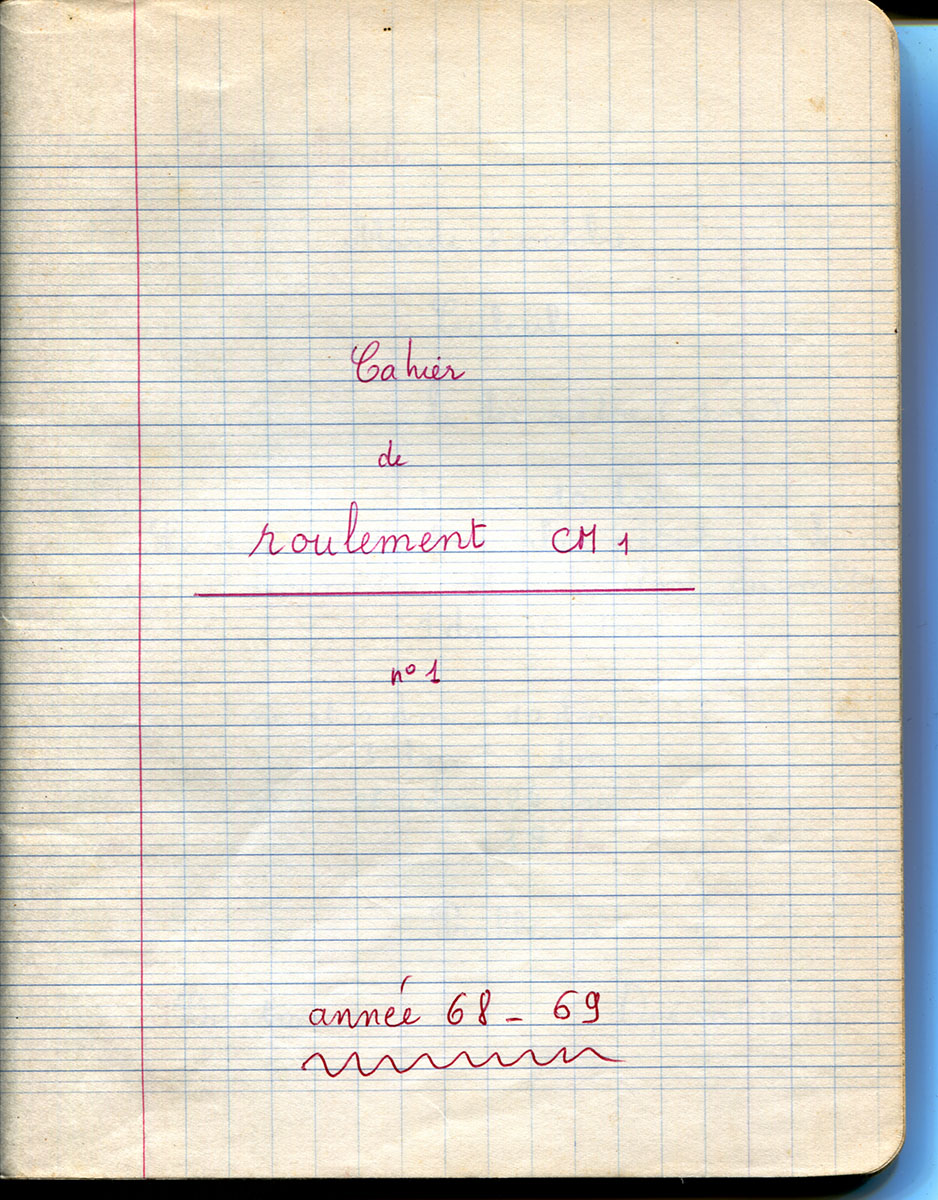 Cahier
de
roulement CM 1
n° 1
année 68 - 69